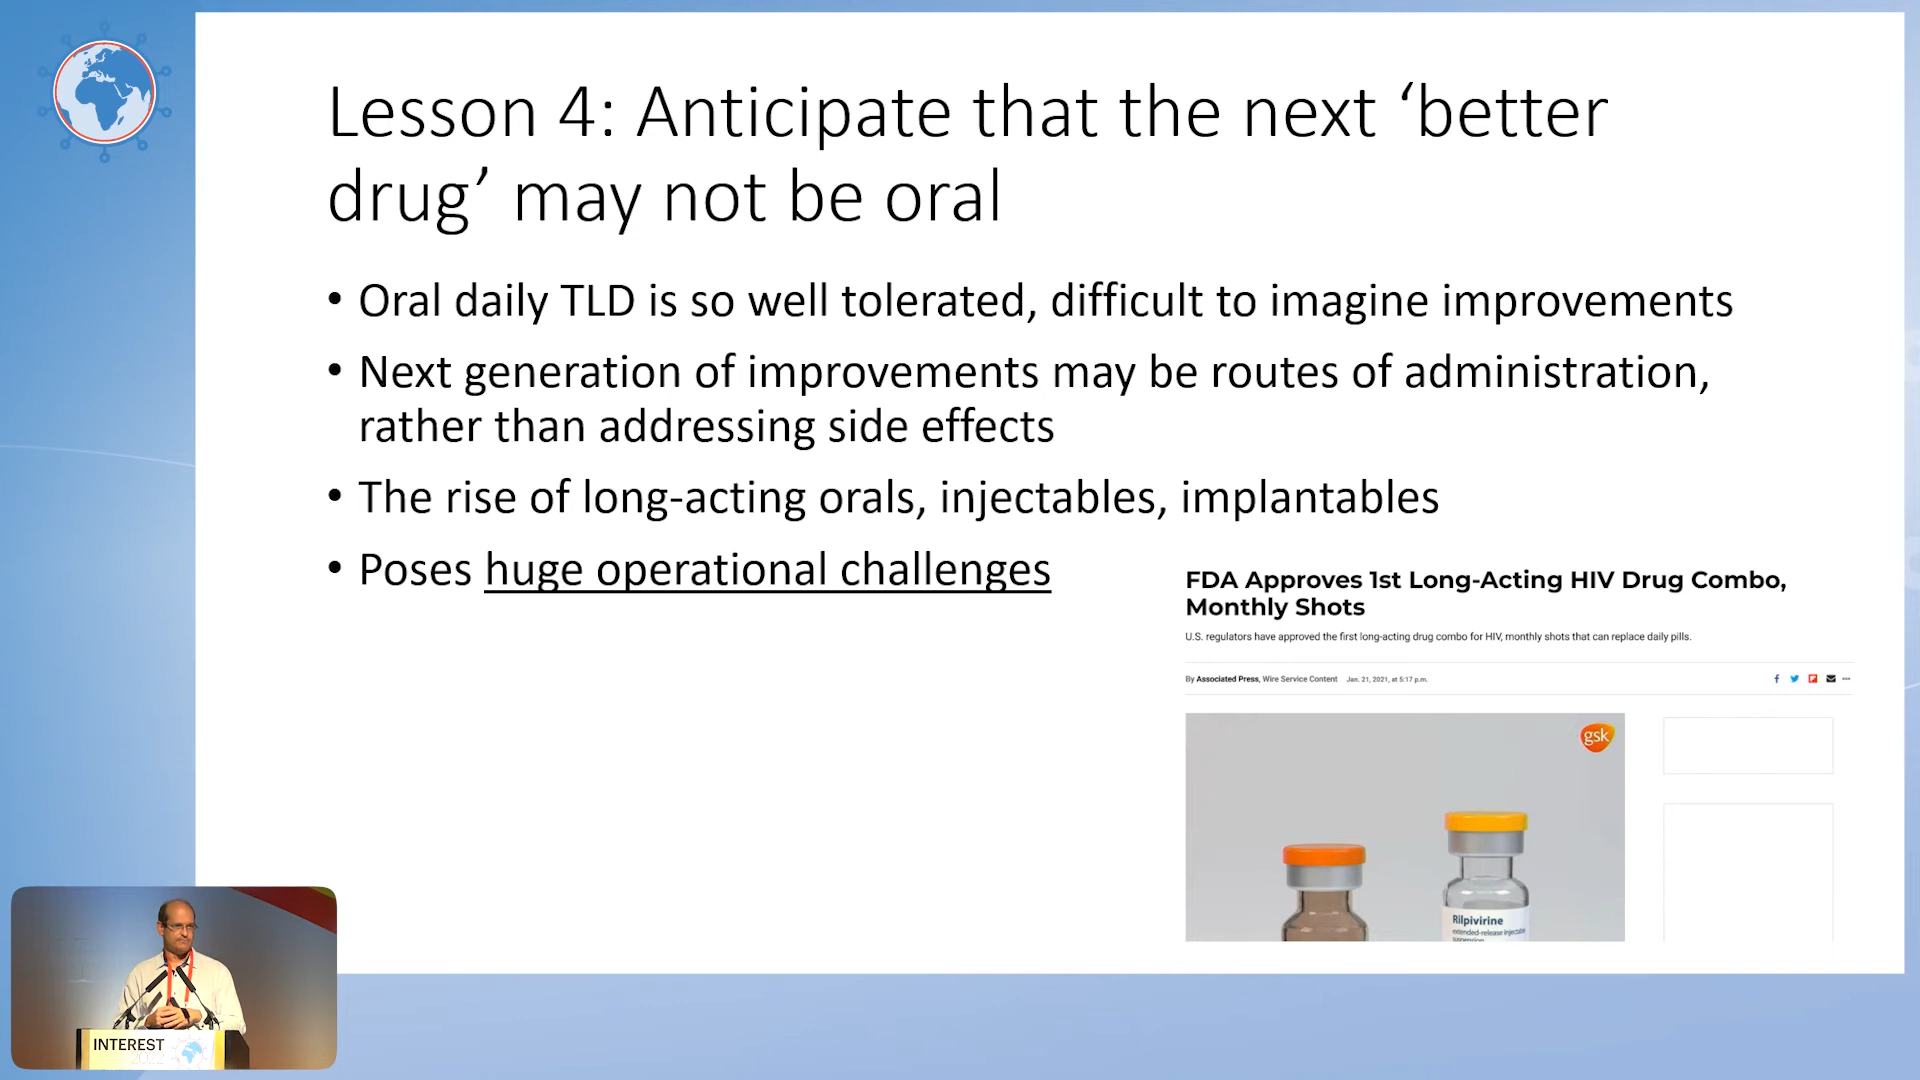 Lesson 4: Anticipate that the next ‘better
drug’ may not be oral
• Oral daily TLD is so well tolerated, difficult to imagine improvements
• Next generation of improvements may be routes of administration,
rather than addressing side effects
• The rise of long-acting orals, injectables, implantables
• Poses huge operational challenges
FDA Approves 1st Long-Acting HIV Drug Combo,
Monthly Shots
U.S. regulators have approved the first long-acting drug combo for HIV, monthly shots that can replace daily pills.
By Associated Press, Wire Service Content Jan. 21, 2021, at 5:17 p.m.
gsk
Rilpivirine
extended-release injectable
suspension
INTEREST
2022